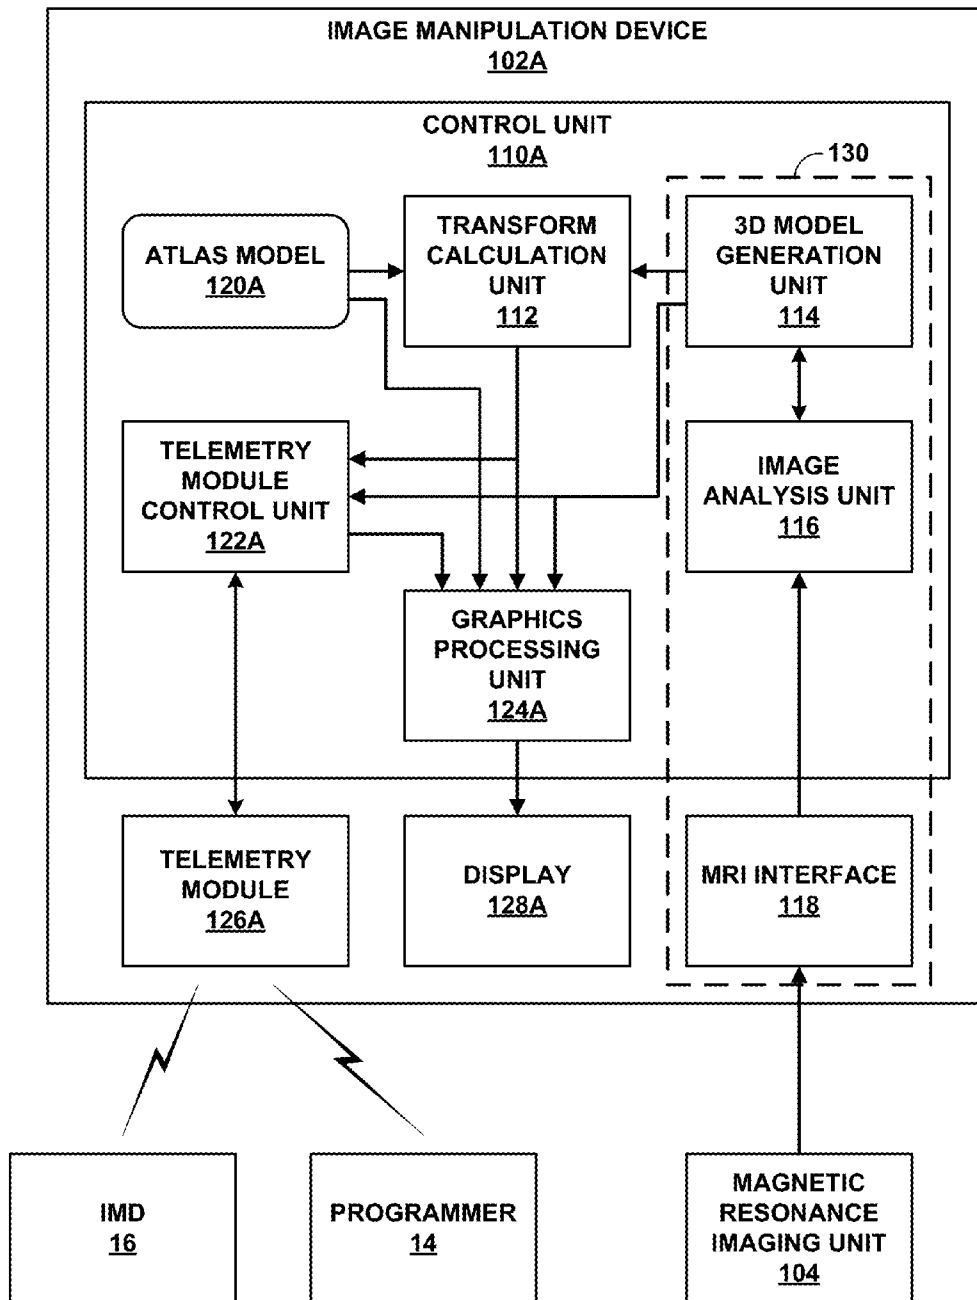 IMAGE MANIPULATION DEVICE
102A
CONTROL UNIT
110A
130
ATLAS MODEL
120A
TRANSFORM
CALCULATION
UNIT
112
3D MODEL
GENERATION
UNIT
114
TELEMETRY
MODULE
CONTROL UNIT
122A
IMAGE
ANALYSIS UNIT
116
GRAPHICS
PROCESSING
UNIT
124A
TELEMETRY
MODULE
126A
DISPLAY
128A
MRI INTERFACE
118
IMD
16
PROGRAMMER
14
MAGNETIC
RESONANCE
IMAGING UNIT
104